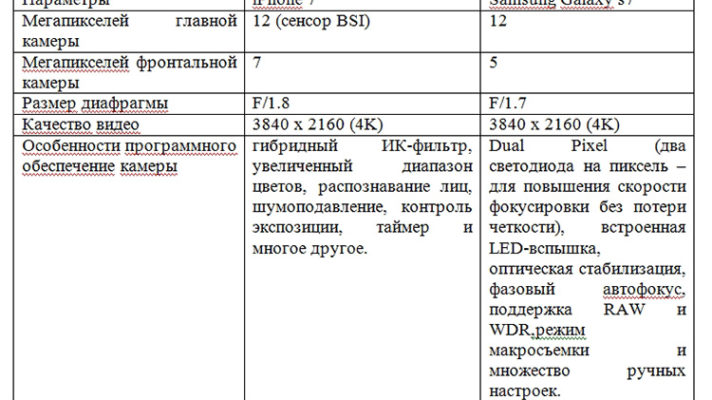 Параметры iPhone 7 Samsung Galaxy s7
Мегапикселей главной 12 (сенсор BSI) 12
камеры
Мегапикселей фронтальной 7 5
камеры
Размер диафрагмы F/1.8 F/1.7
Качество видео 3840 x 2160 (4K) 3840 x 2160 (4K)
Особенности программного гибридный ИК-фильтр, Dual Pixel (два
обеспечение камеры увеличенный диапазон светодиода на пиксель –
цветов, распознавание лиц, для повышения скорости
шумоподавление, контроль фокусировки без потери
экспозиции, таймер и четкости), встроенная
многое другое. LED-вспышка,
оптическая стабилизация,
фазовый автофокус,
поддержка RAW и
WDR,режим
макросъемки и
множество ручных
настроек.